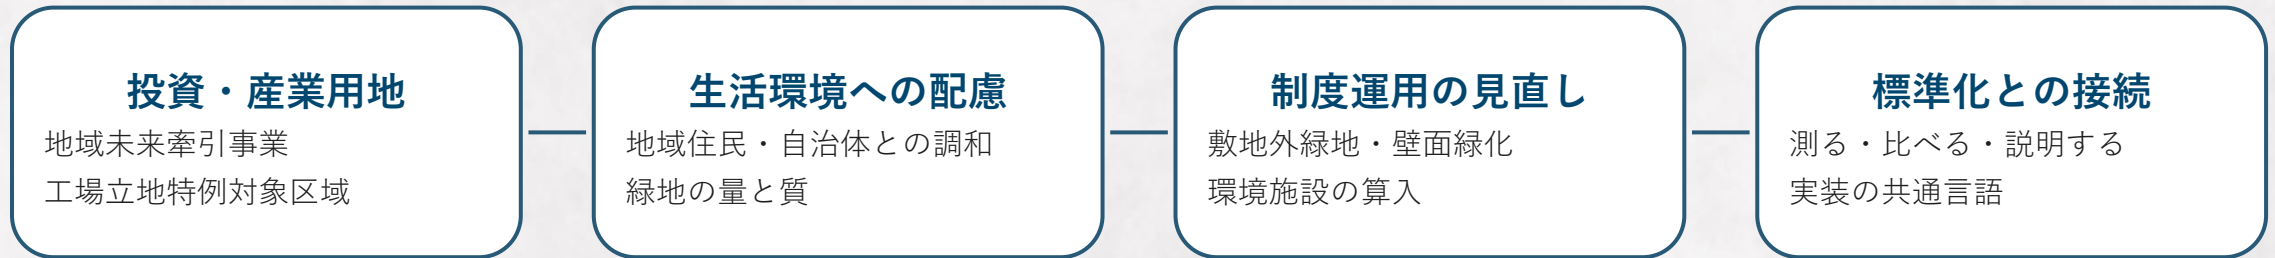 投資・産業用地
地域未来牽引事業
工場立地特例対象区域
生活環境への配慮
地域住民・自治体との調和
緑地の量と質
制度運用の見直し
敷地外緑地・壁面緑化
環境施設の算入
標準化との接続
測る・比べる・説明する
実装の共通言語